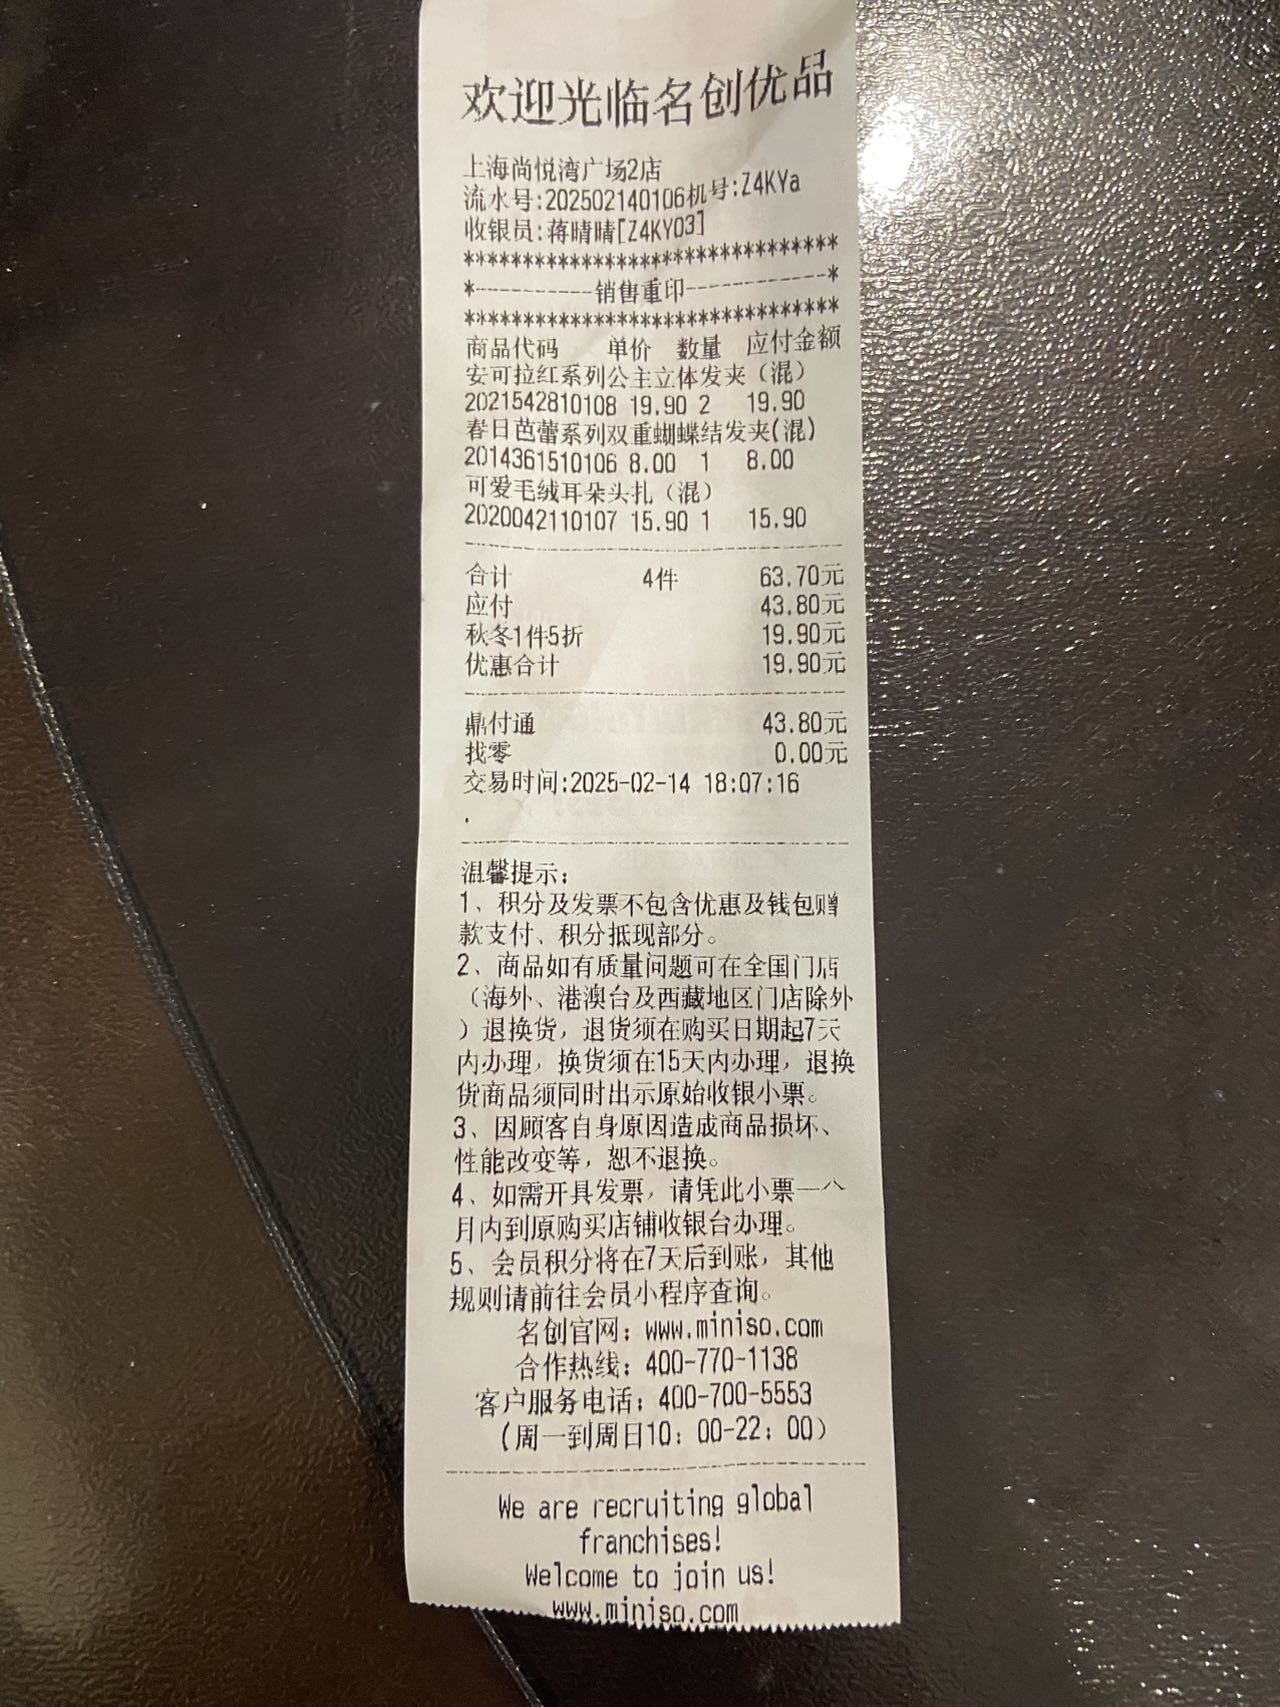 欢迎光临名创优品
上海尚悦湾广场2店
流水号:202502140106机号:Z4KYa
收银员:蒋晴晴[Z4KY03]
********************************
*----------销售重印------------*
********************************
商品代码 单价 数量 应付金额
安可拉红系列公主立体发夹（混）
2021542810108 19.90 2 19.90
春日芭蕾系列双重蝴蝶结发夹(混)
2014361510106 8.00 1 8.00
可爱毛绒耳朵头扎（混）
2020042110107 15.90 1 15.90
合计 4件 63.70元
应付 43.80元
秋冬1件5折 19.90元
优惠合计 19.90元
鼎付通 43.80元
找零 0.00元
交易时间:2025-02-14 18:07:16
.
温馨提示：
1、积分及发票不包含优惠及钱包赠
款支付、积分抵现部分。
2、商品如有质量问题可在全国门店
（海外、港澳台及西藏地区门店除外
）退换货，退货须在购买日期起7天
内办理，换货须在15天内办理，退换
货商品须同时出示原始收银小票。
3、因顾客自身原因造成商品损坏、
性能改变等，恕不退换。
4、如需开具发票，请凭此小票一个
月内到原购买店铺收银台办理。
5、会员积分将在7天后到账，其他
规则请前往会员小程序查询。
名创官网：www.miniso.com
合作热线：400-770-1138
客户服务电话：400-700-5553
（周一到周日10：00-22：00）
We are recruiting global
franchises!
Welcome to join us!
www.miniso.com